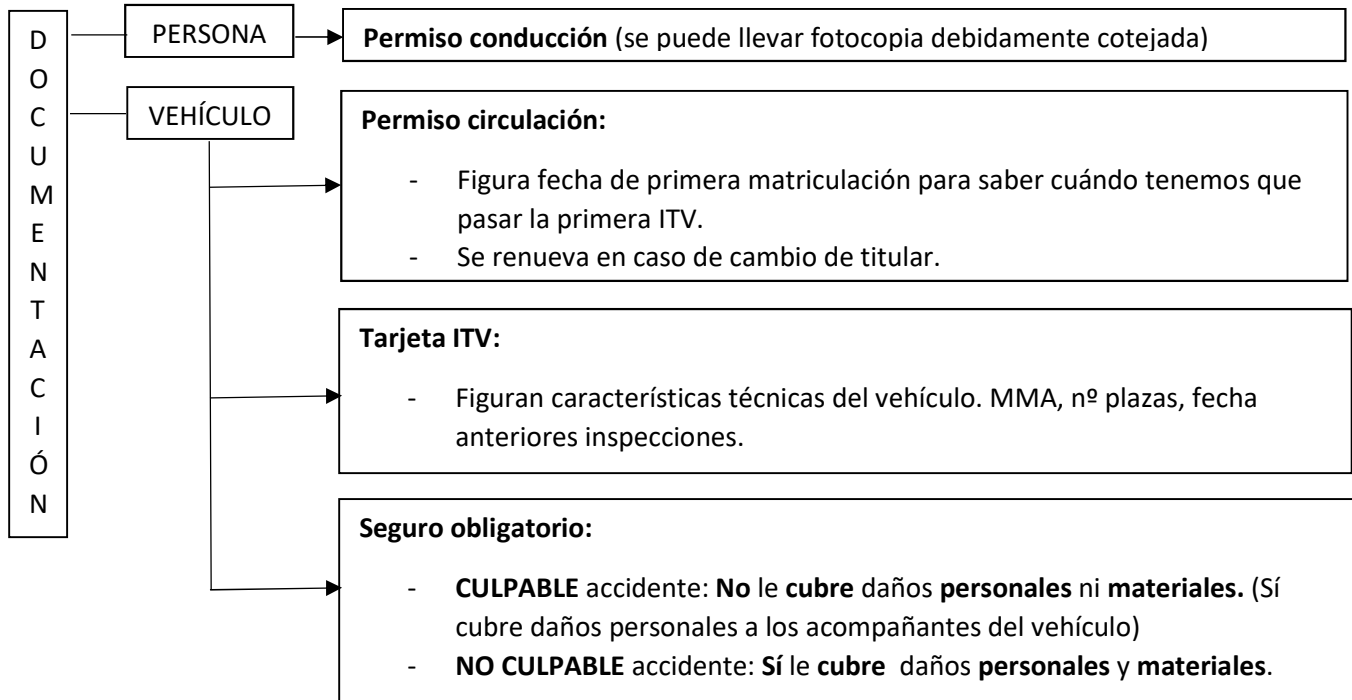 DOCUMENTACIÓN
PERSONA
Permiso conducción (se puede llevar fotocopia debidamente cotejada)
VEHÍCULO
Permiso circulación:
- Figura fecha de primera matriculación para saber cuándo tenemos que
pasar la primera ITV.
- Se renueva en caso de cambio de titular.
Tarjeta ITV:
- Figuran características técnicas del vehículo. MMA, nº plazas, fecha
anteriores inspecciones.
Seguro obligatorio:
- CULPABLE accidente: No le cubre daños personales ni materiales. (Sí
cubre daños personales a los acompañantes del vehículo)
- NO CULPABLE accidente: Sí le cubre daños personales y materiales.